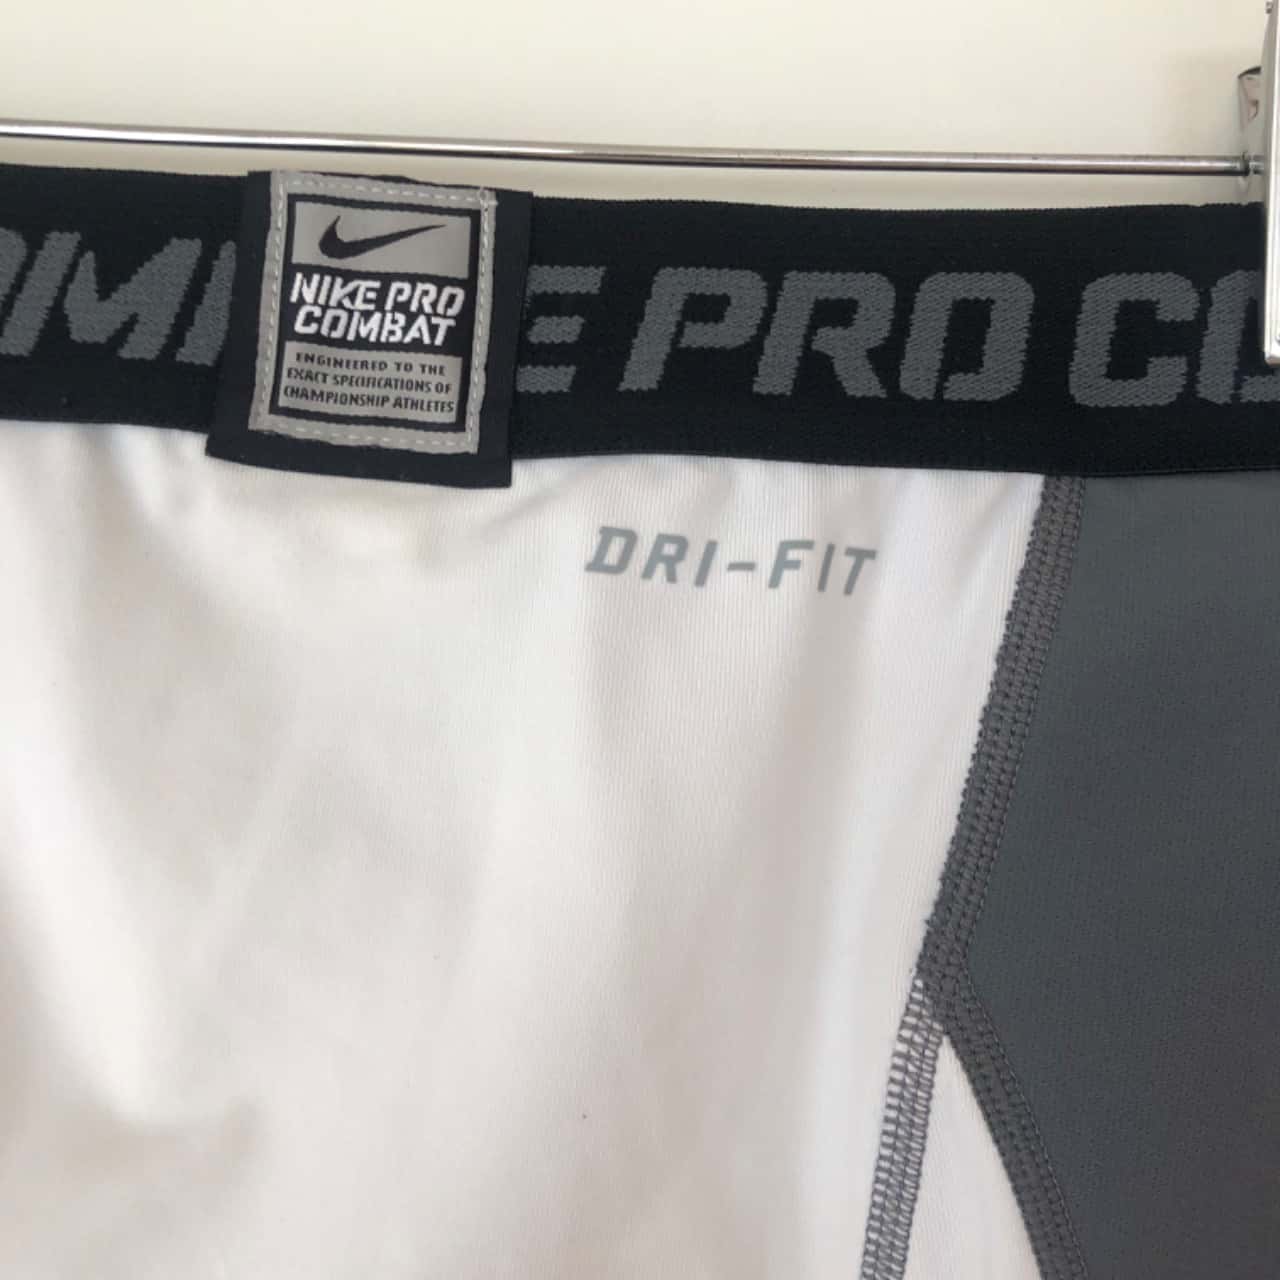 NIKE PRO
COMBAT
ENGINEERED TO THE
EXACT SPECIFICATIONS OF
CHAMPIONSHIP ATHLETES
PRO
DRI-FIT